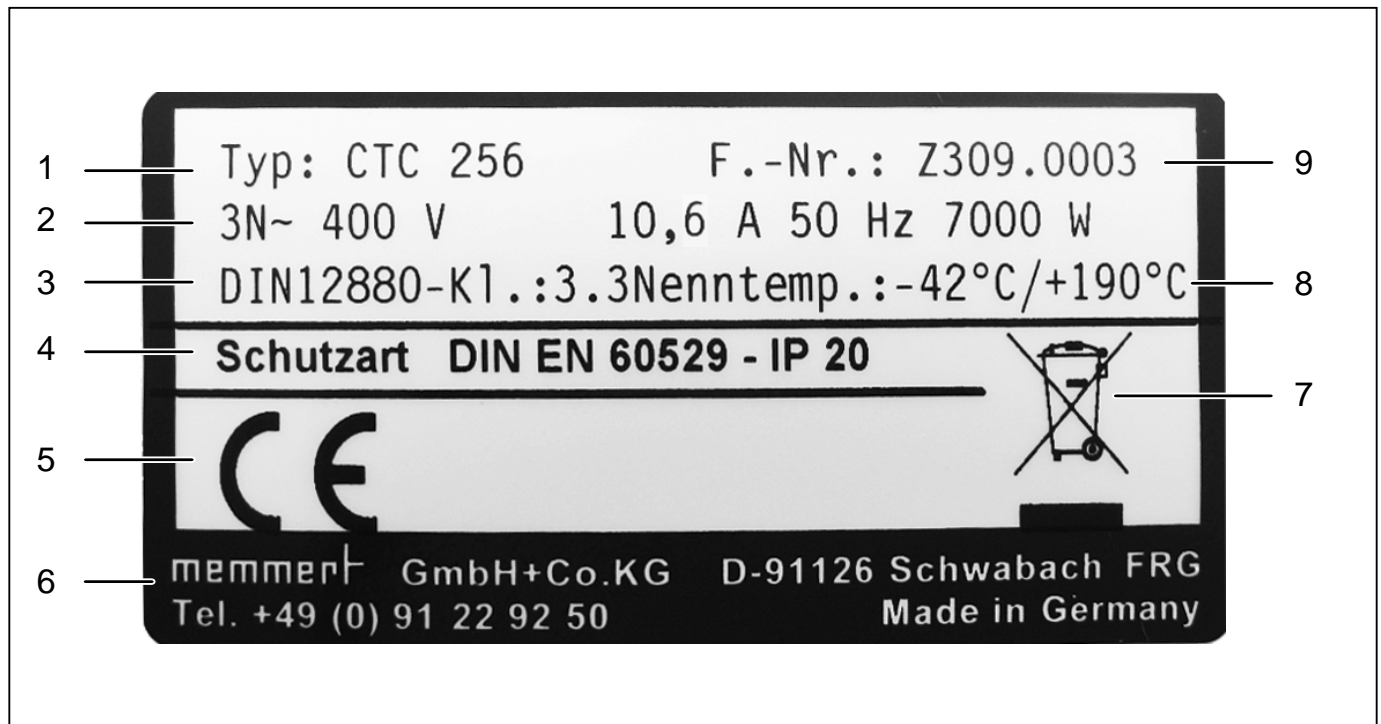 1 Typ: CTC 256 F.-Nr.: Z309.0003 9
2 3N~ 400 V 10,6 A 50 Hz 7000 W
3 DIN12880-Kl.:3.3Nenntemp.:-42°C/+190°C 8
4 Schutzart DIN EN 60529 - IP 20
7
5 CE
6 memmert GmbH+Co.KG D-91126 Schwabach FRG
Tel. +49 (0) 91 22 92 50 Made in Germany